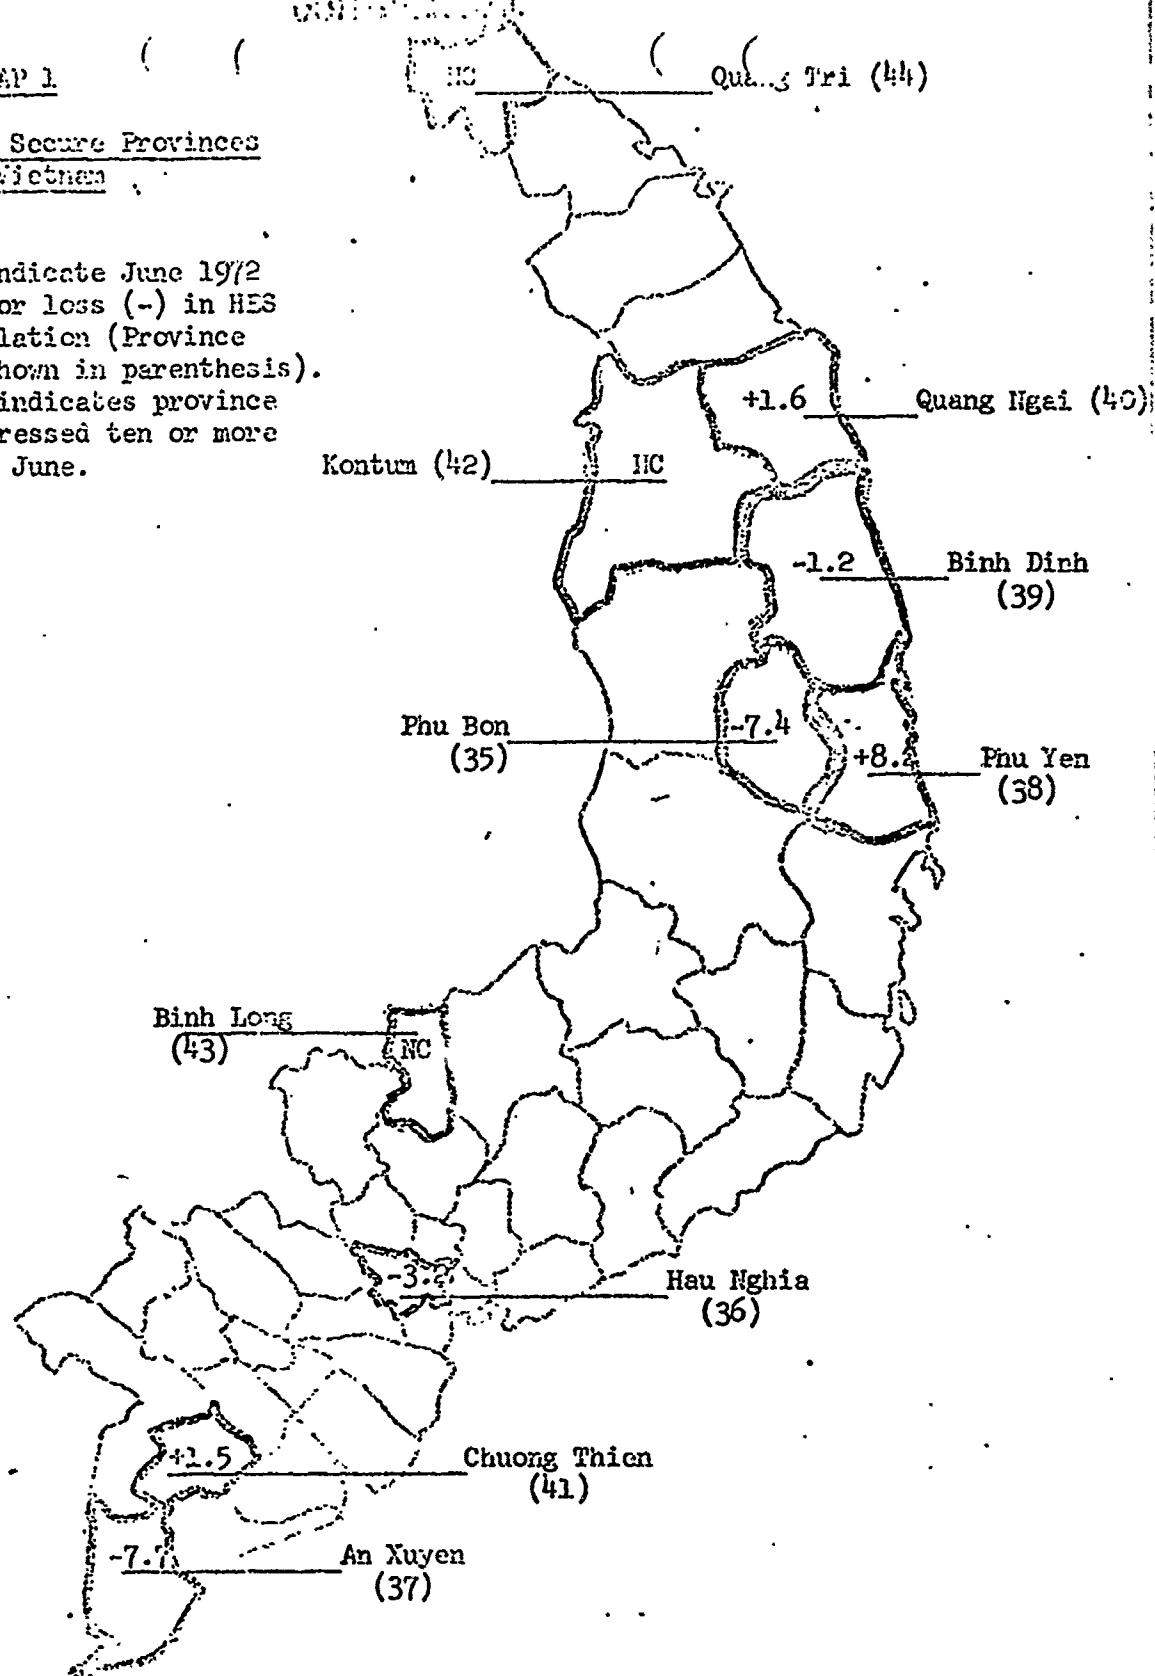 AP 1
Secure Provinces
Vietnam
ndicate June 1972
or loss (-) in HES
lation (Province
hown in parenthesis).
indicates province
ressed ten or more
June.
NC
Quang Tri (44)
+1.6
Quang Ngai (40)
Kontum (42)
NC
-1.2
Binh Dinh
(39)
Phu Bon
(35)
-7.4
+8.2
Phu Yen
(38)
Binh Long
(43)
NC
-3.2
Hau Nghia
(36)
+1.5
Chuong Thien
(41)
-7.7
An Xuyen
(37)